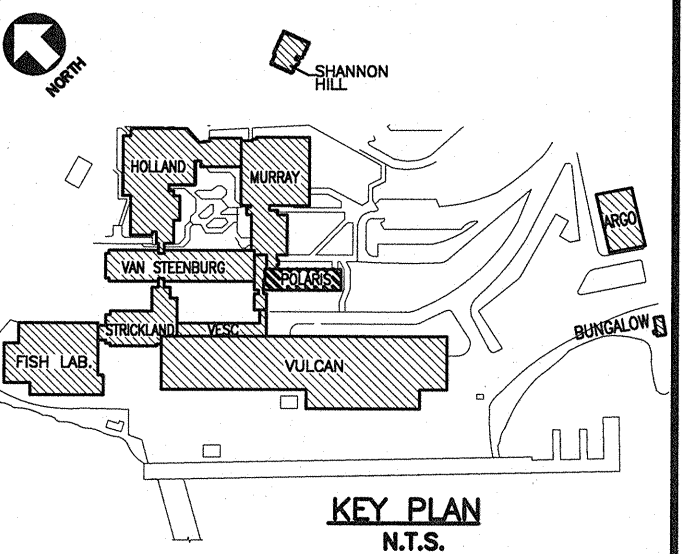 NORTH
SHANNON
HILL
HOLLAND
MURRAY
ARGO
VAN STEENBURG
POLARIS
STRICKLAND
VESC.
BUNGALOW
FISH LAB.
VULCAN
KEY PLAN
N.T.S.